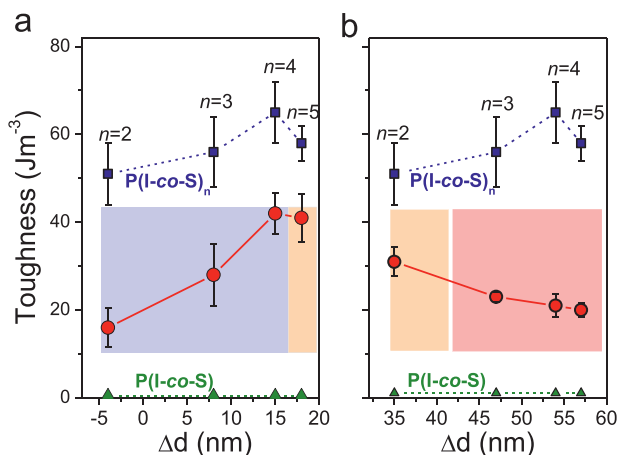 a
b
Toughness (Jm⁻³)
80
60
40
20
0
n=2
n=3
n=4
n=5
P(I-co-S)n
P(I-co-S)
-5 0 5 10 15 20
Δd (nm)
n=2
n=3
n=4
n=5
P(I-co-S)n
P(I-co-S)
35 40 45 50 55 60
Δd (nm)